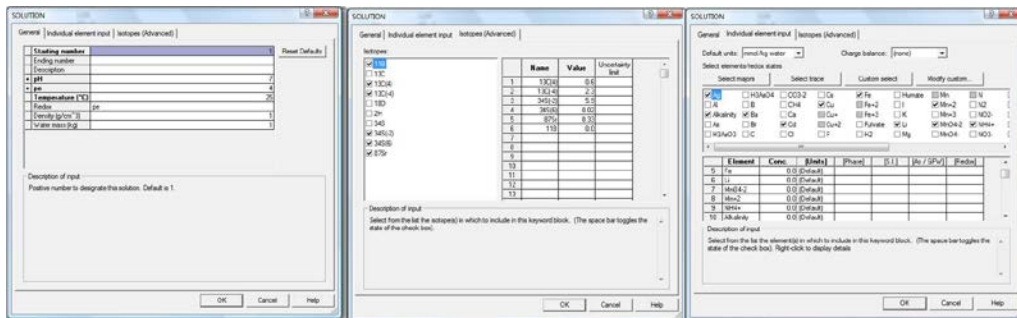 SOLUTION
General
Individual element input
Isotopes (Advanced)
Starting number 1
Ending number
Description
pH 7
pe 4
Temperature (°C) 25
Redox pe
Density (g/cm^3) 1
Water mass (kg) 1
Reset Defaults
Description of input
Positive number to designate this solution. Default is 1.
OK Cancel Help
SOLUTION
General
Individual element input
Isotopes (Advanced)
Isotopes:
11B
13C
13C(4)
13C(-4)
18O
2H
34S
34S(-2)
34S(6)
87Sr
Name Value Uncertainty limit
1 13C(4) 0.6
2 13C(-4)
3 34S(-2)
4 34S(6)
5 87Sr 0.33
6 11B 0.0
7
8
9
10
11
12
13
Description of input
Select from the list the isotope(s) in which to include in this keyword block. (The space bar toggles the state of the check box).
OK Cancel Help
SOLUTION
General
Individual element input
Isotopes (Advanced)
Default units: mmol/kg water
Charge balance: (none)
Select elements/redox states
Select majors
Select trace
Custom select
Modify custom...
Ag H3AsO4 CO3-2 Cs Fe Humate Mn N
Al B CH4 Cu Fe+2 I Mn+2 N2
Alkalinity Ba Ca Cu+ Fe+3 K Mn+3 NO2-
As Br Cd Cu+2 Fulvate Li MnO4-2 NH4+
H3AsO3 C Cl F H2 Mg MnO4- NO3-
Element Conc. [Units] [Phase] [S.I.] [As / GFW] [Redox]
5 Fe 0.0 (Default)
6 Li 0.0 (Default)
7 MnO4-2 0.0 (Default)
8 Mn+2 0.0 (Default)
9 NH4+ 0.0 (Default)
10 Alkalinity 0.0 (Default)
Description of input
Select from the list the element(s) in which to include in this keyword block. (The space bar toggles the state of the check box). Right-click to display details
OK Cancel Help